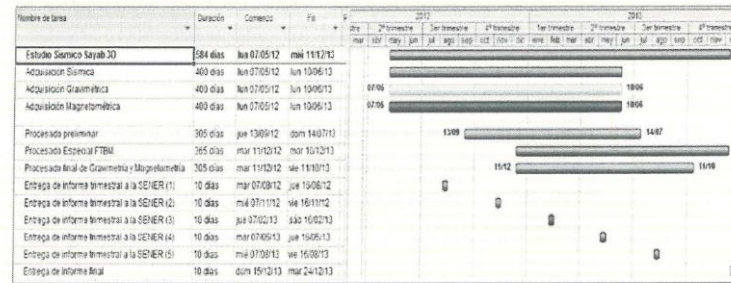 Nombre de tarea Duración Comienzo Fin 2012 2013
2º trimestre 3er trimestre 4º trimestre 1er trimestre 2º trimestre 3er trimestre 4º trimestre
mar abr may jun jul ago sep oct nov dic ene feb mar abr may jun jul ago sep oct nov
Estudio Sísmico Sayab 3D 584 días lun 07/05/12 mié 11/12/13
Adquisición Sísmica 400 días lun 07/05/12 lun 10/06/13
Adquisición Gravimétrica 400 días lun 07/05/12 lun 10/06/13 07/05 10/06
Adquisición Magnetométrica 400 días lun 07/05/12 lun 10/06/13 07/05 10/06
Procesado preliminar 305 días jue 13/09/12 dom 14/07/13 13/09 14/07
Procesado Especial FTBM 365 días mar 11/12/12 mar 10/12/13
Procesado final de Gravimetría y Magnetometría 305 días mar 11/12/12 vie 11/10/13 11/12 11/10
Entrega de informe trimestral a la SENER (1) 10 días mar 07/08/12 jue 16/08/12
Entrega de informe trimestral a la SENER (2) 10 días mié 07/11/12 vie 16/11/12
Entrega de informe trimestral a la SENER (3) 10 días jue 07/02/13 sáb 16/02/13
Entrega de informe trimestral a la SENER (4) 10 días mar 07/05/13 jue 16/05/13
Entrega de informe trimestral a la SENER (5) 10 días mié 07/08/13 vie 16/08/13
Entrega de Informe final 10 días dom 15/12/13 mar 24/12/13